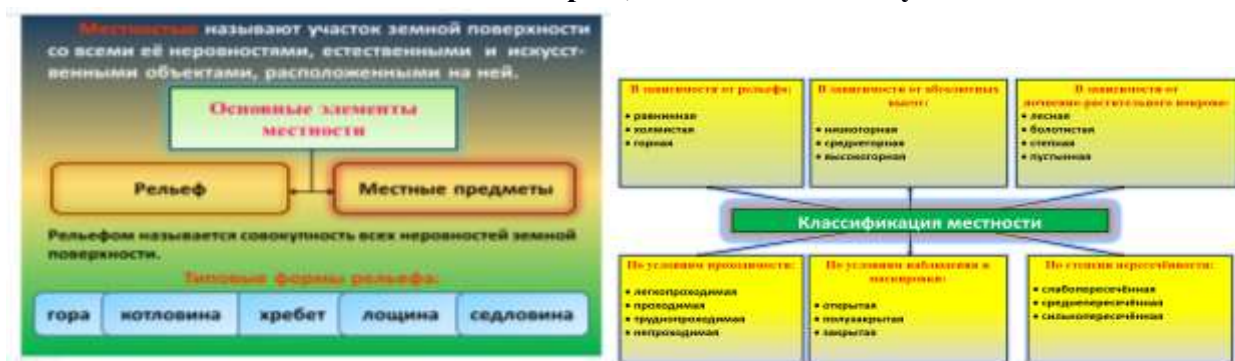 Местностью называют участок земной поверхности
со всеми её неровностями, естественными и искусст-
венными объектами, расположенными на ней.
Основные элементы
местности
Рельеф
Местные предметы
Рельефом называется совокупность всех неровностей земной
поверхности.
Типовые формы рельефа:
гора
котловина
хребет
лощина
седловина
В зависимости от рельефа:
• равнинная
• холмистая
• горная
В зависимости от абсолютных
высот:
• низкогорная
• среднегорная
• высокогорная
В зависимости от
почвенно-растительного покрова:
• лесная
• болотистая
• степная
• пустынная
Классификация местности
По условиям проходимости:
• легкопроходимая
• проходимая
• труднопроходимая
• непроходимая
По условиям наблюдения и
маскировки:
• открытая
• полузакрытая
• закрытая
По степени пересечённости:
• слабопересечённая
• среднепересечённая
• сильнопересечённая